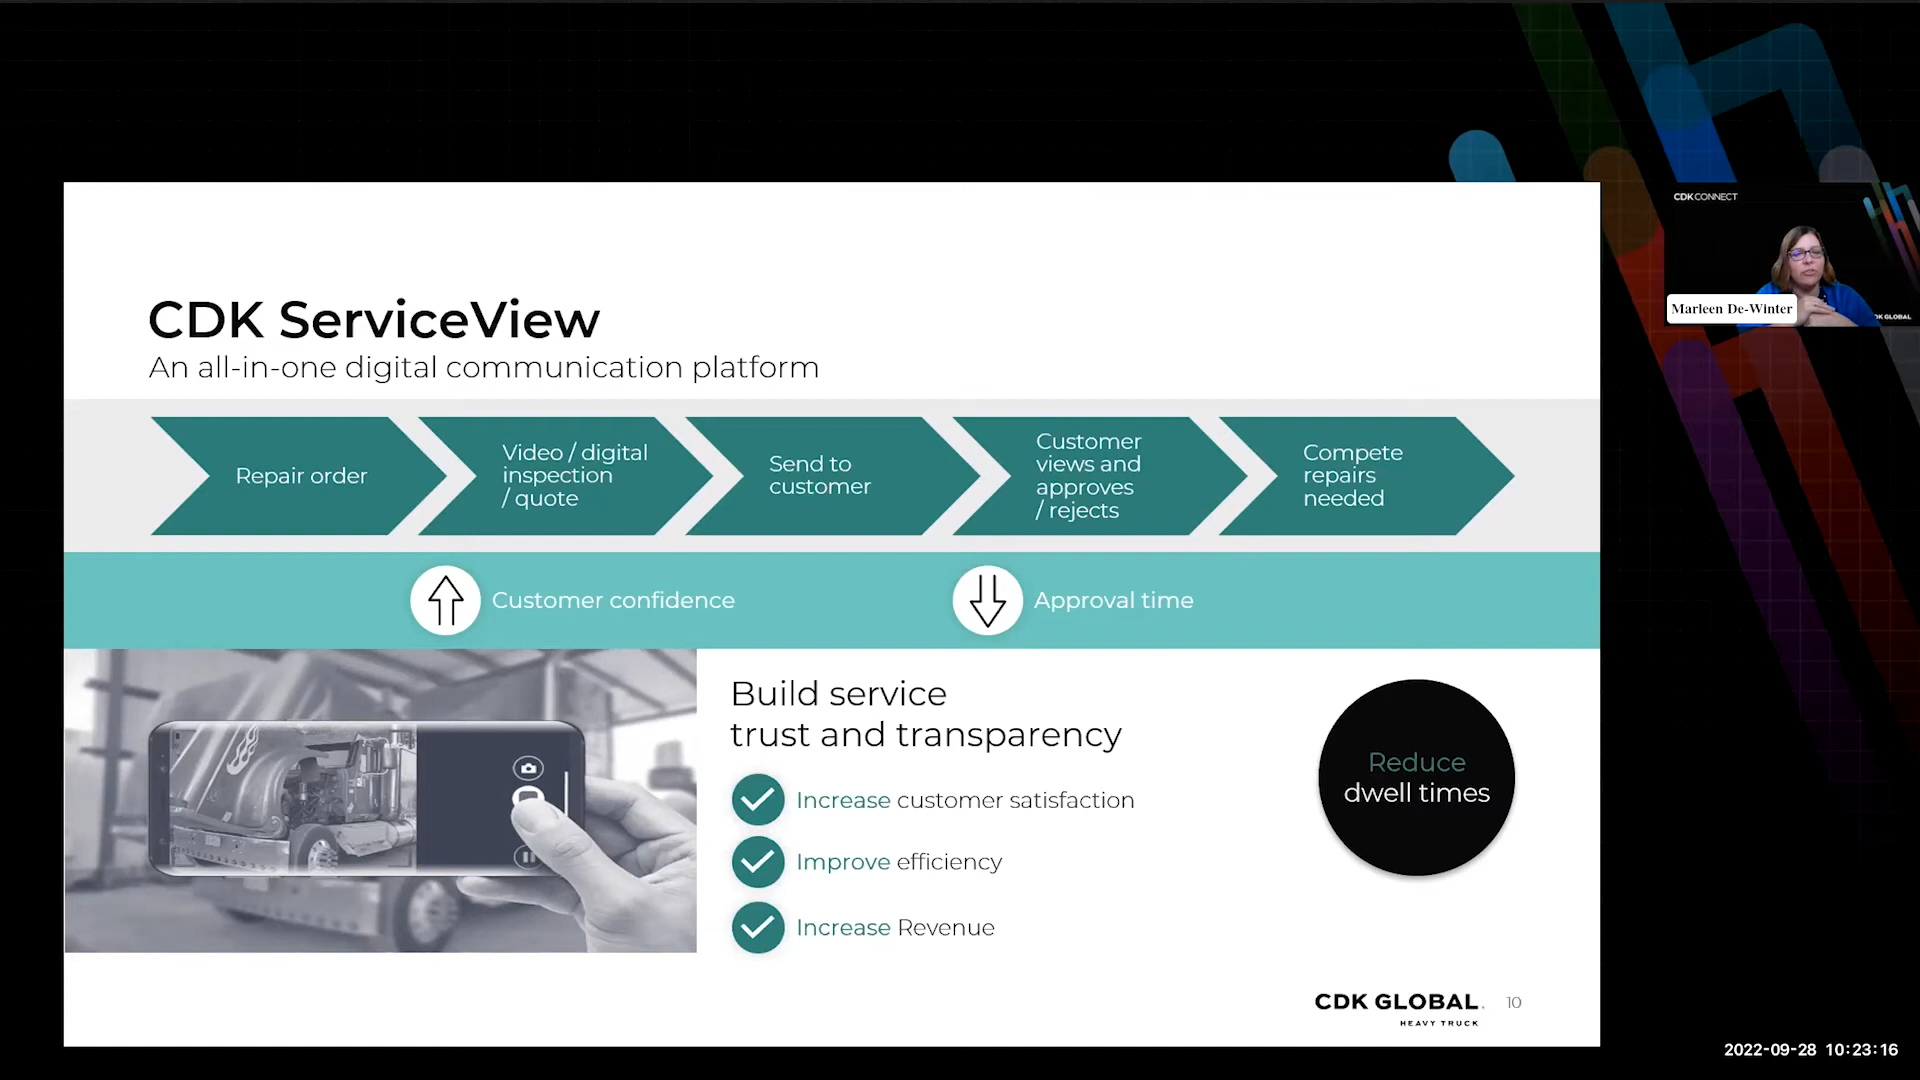 CDK ServiceView
An all-in-one digital communication platform
Repair order
Video / digital
inspection
/ quote
Send to
customer
Customer
views and
approves
/ rejects
Compete
repairs
needed
Customer confidence
Approval time
Build service
trust and transparency
Increase customer satisfaction
Improve efficiency
Increase Revenue
Reduce
dwell times
CDK GLOBAL.
HEAVY TRUCK
10
CDK CONNECT
Marleen De-Winter
DK GLOBAL
2022-09-28 10:23:16